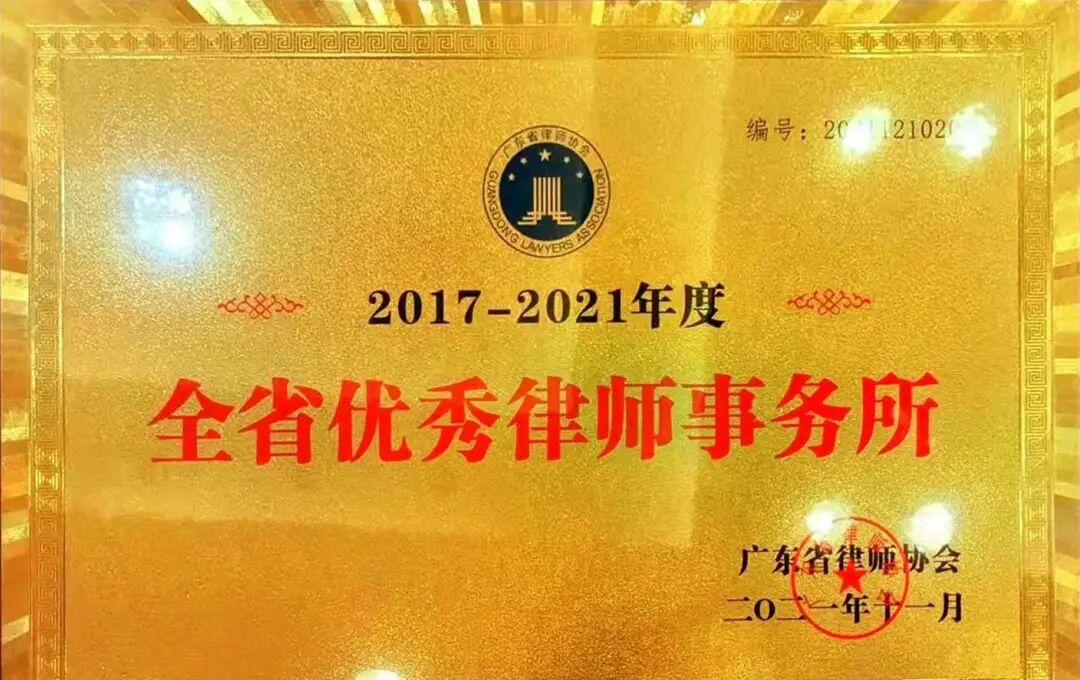 编号：
广东省律师协会
GUANGDONG LAWYERS ASSOCIATION
2017-2021年度
全省优秀律师事务所
广东省律师协会
二〇二一年十一月